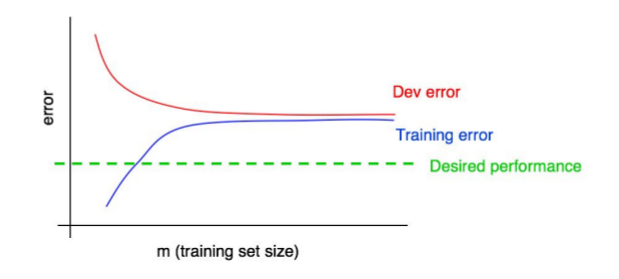 error
Dev error
Training error
Desired performance
m (training set size)